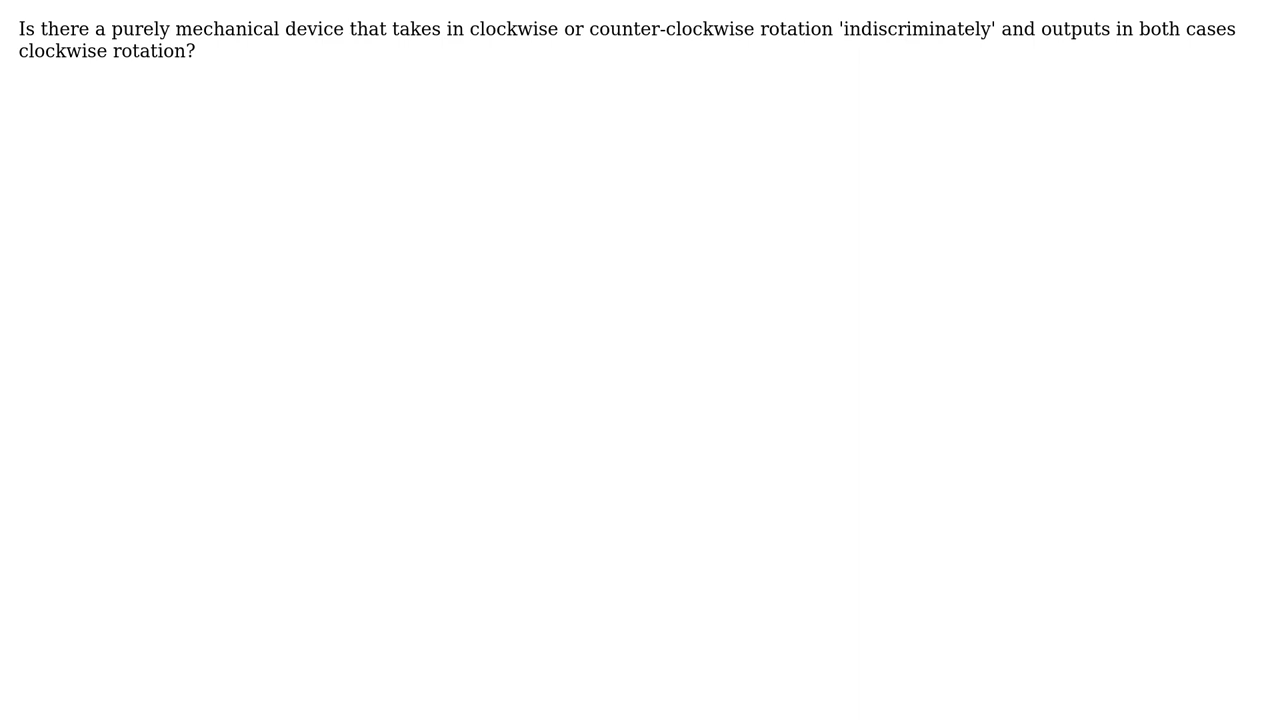 Is there a purely mechanical device that takes in clockwise or counter-clockwise rotation 'indiscriminately' and outputs in both cases
clockwise rotation?